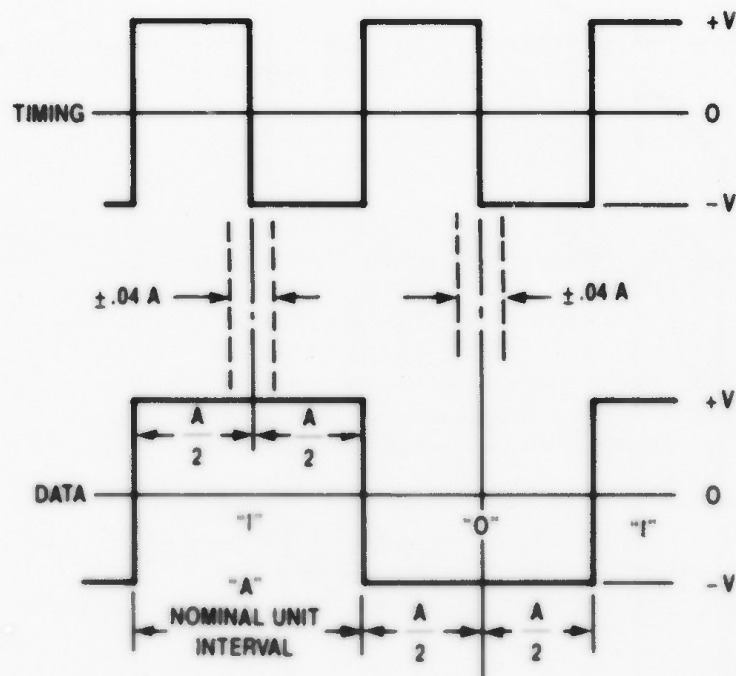 +V
TIMING
0
-V
±.04 A
±.04 A
+V
A
2
A
2
DATA
0
"1"
"0"
"1"
-V
"A"
NOMINAL UNIT
INTERVAL
A
2
A
2